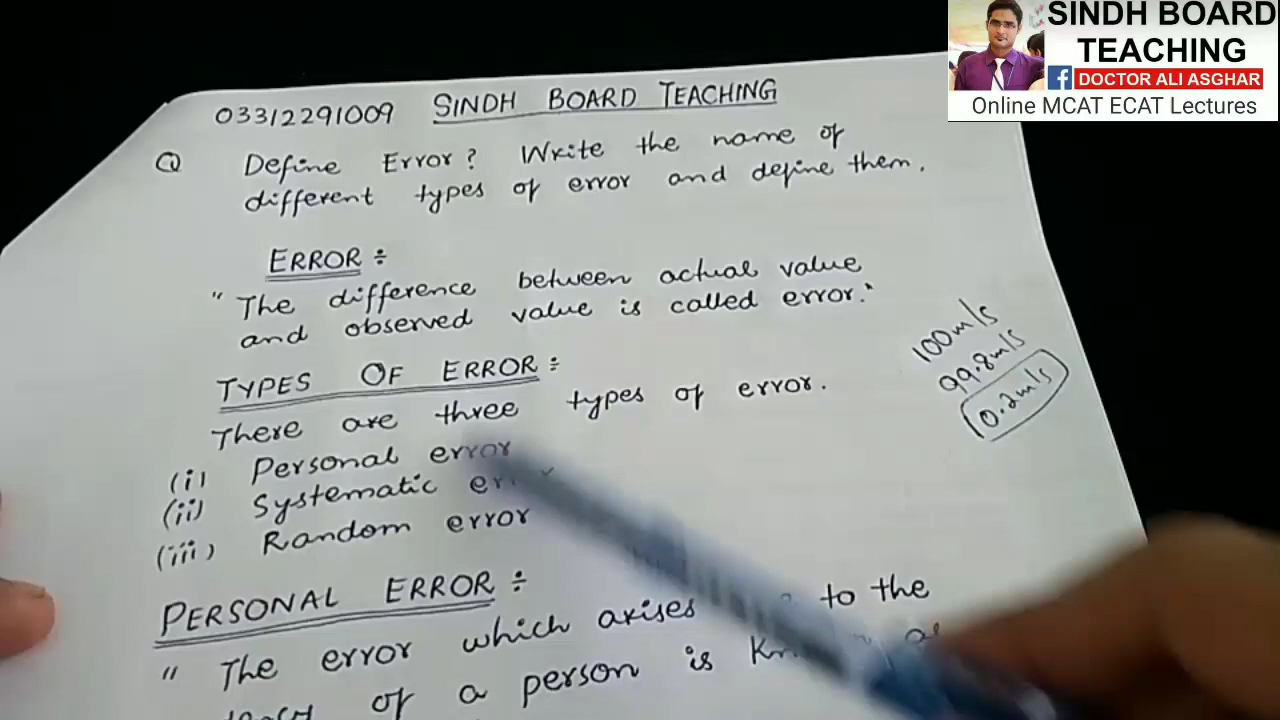 SINDH BOARD
TEACHING
f DOCTOR ALI ASGHAR
Online MCAT ECAT Lectures
03312291009 SINDH BOARD TEACHING
Q Define Error? Write the name of
different types of error and define them.
ERROR ÷
" The difference between actual value
and observed value is called error."
100m/s
99.8m/s
0.2m/s
TYPES OF ERROR ÷
There are three types of error.
(i) Personal error
(ii) Systematic
(iii) Random error
PERSONAL ERROR ÷
" The error which arises to the
of a person is